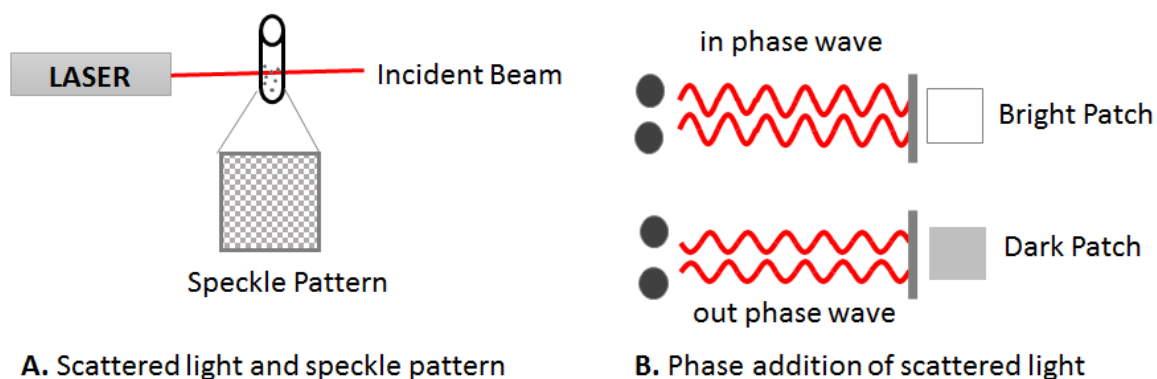 LASER
Incident Beam
Speckle Pattern
A. Scattered light and speckle pattern
in phase wave
Bright Patch
Dark Patch
out phase wave
B. Phase addition of scattered light